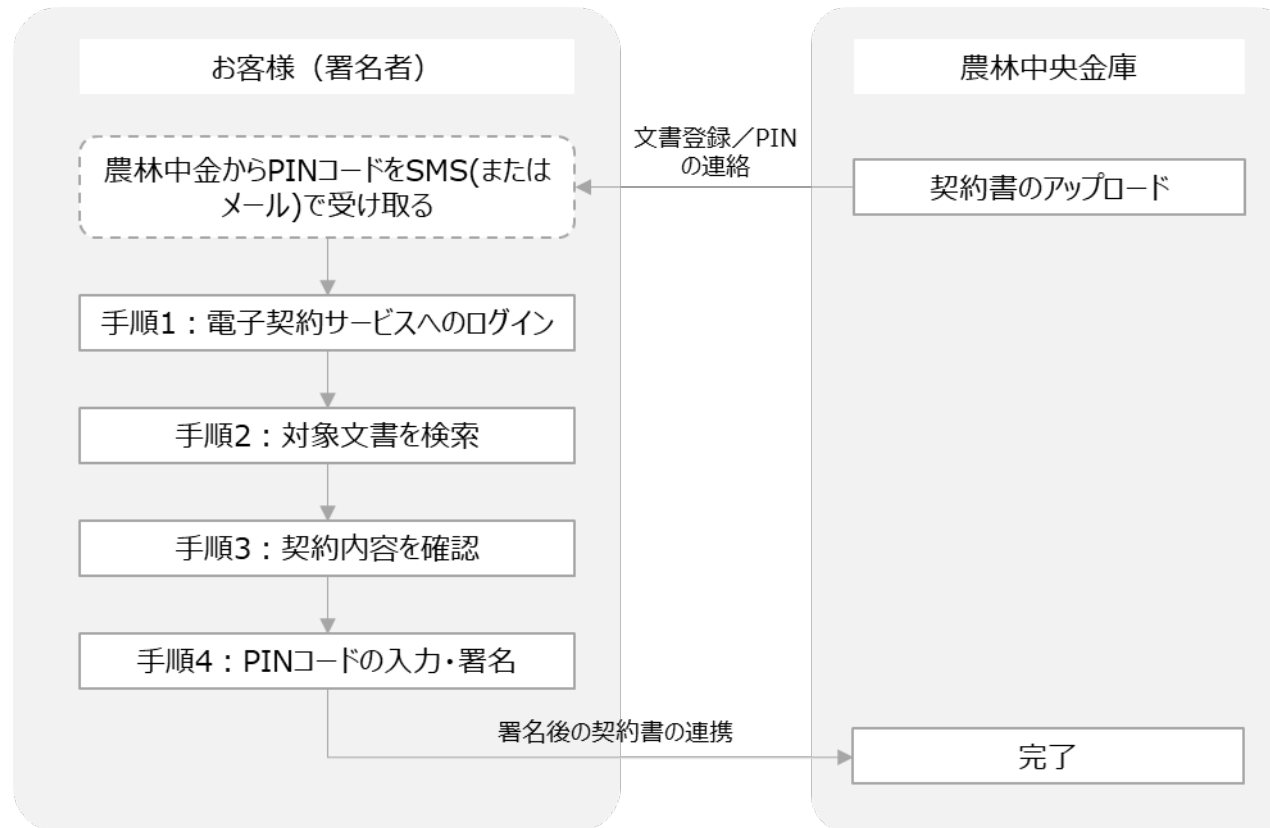 お客様（署名者）
農林中央金庫
文書登録／PIN
の連絡
農林中金からPINコードをSMS(または
メール)で受け取る
契約書のアップロード
手順1：電子契約サービスへのログイン
手順2：対象文書を検索
手順3：契約内容を確認
手順4：PINコードの入力・署名
署名後の契約書の連携
完了